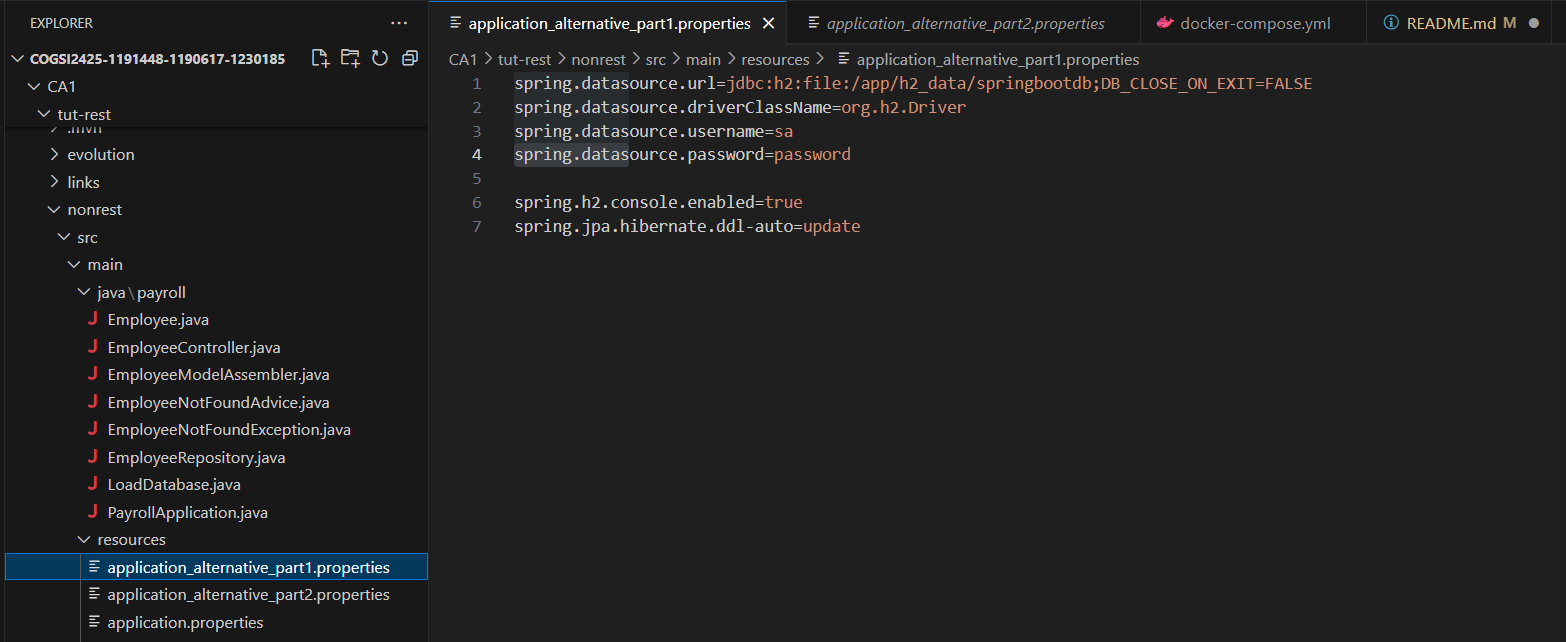 EXPLORER
COGSI2425-1191448-1190617-1230185
CA1
tut-rest
.mvn
evolution
links
nonrest
src
main
java\payroll
Employee.java
EmployeeController.java
EmployeeModelAssembler.java
EmployeeNotFoundAdvice.java
EmployeeNotFoundException.java
EmployeeRepository.java
LoadDatabase.java
PayrollApplication.java
resources
application_alternative_part1.properties
application_alternative_part2.properties
application.properties
application_alternative_part1.properties
application_alternative_part2.properties
docker-compose.yml
README.md M
CA1 > tut-rest > nonrest > src > main > resources > application_alternative_part1.properties
1 spring.datasource.url=jdbc:h2:file:/app/h2_data/springbootdb;DB_CLOSE_ON_EXIT=FALSE
2 spring.datasource.driverClassName=org.h2.Driver
3 spring.datasource.username=sa
4 spring.datasource.password=password
5
6 spring.h2.console.enabled=true
7 spring.jpa.hibernate.ddl-auto=update